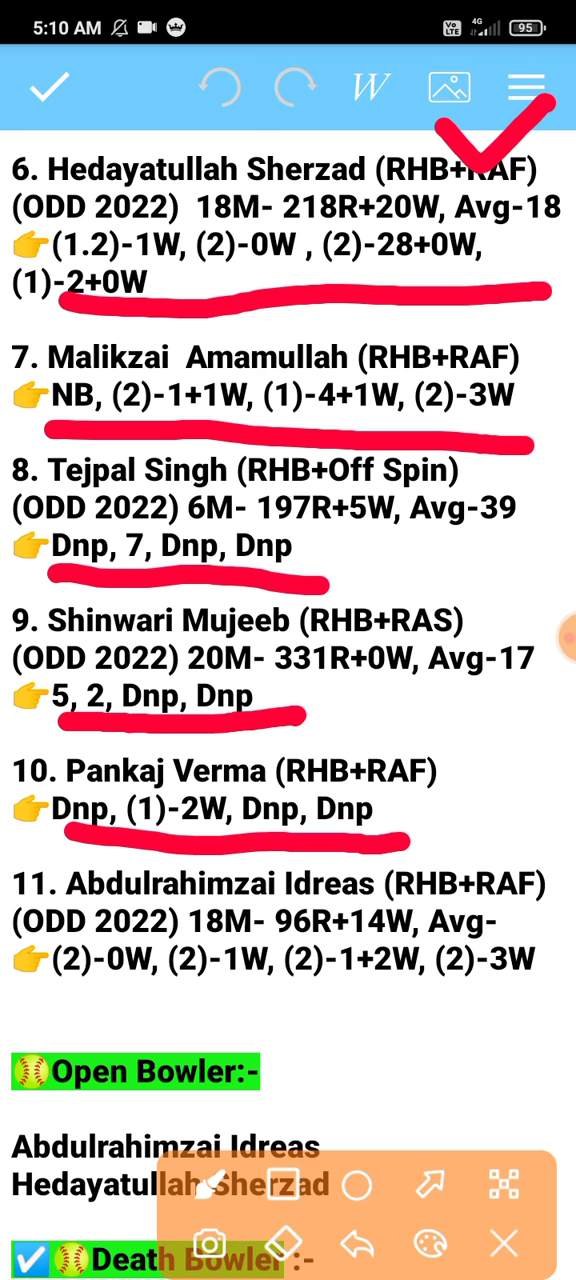 5:10 AM
Vo LTE 4G 95
W
6. Hedayatullah Sherzad (RHB+RAF)
(ODD 2022) 18M- 218R+20W, Avg-18
👉(1.2)-1W, (2)-0W , (2)-28+0W,
(1)-2+0W
7. Malikzai Amamullah (RHB+RAF)
👉NB, (2)-1+1W, (1)-4+1W, (2)-3W
8. Tejpal Singh (RHB+Off Spin)
(ODD 2022) 6M- 197R+5W, Avg-39
👉Dnp, 7, Dnp, Dnp
9. Shinwari Mujeeb (RHB+RAS)
(ODD 2022) 20M- 331R+0W, Avg-17
👉5, 2, Dnp, Dnp
10. Pankaj Verma (RHB+RAF)
👉Dnp, (1)-2W, Dnp, Dnp
11. Abdulrahimzai Idreas (RHB+RAF)
(ODD 2022) 18M- 96R+14W, Avg-
👉(2)-0W, (2)-1W, (2)-1+2W, (2)-3W
🥎Open Bowler:-
Abdulrahimzai Idreas
Hedayatullah Sherzad
☑️🥎Death Bowler :-